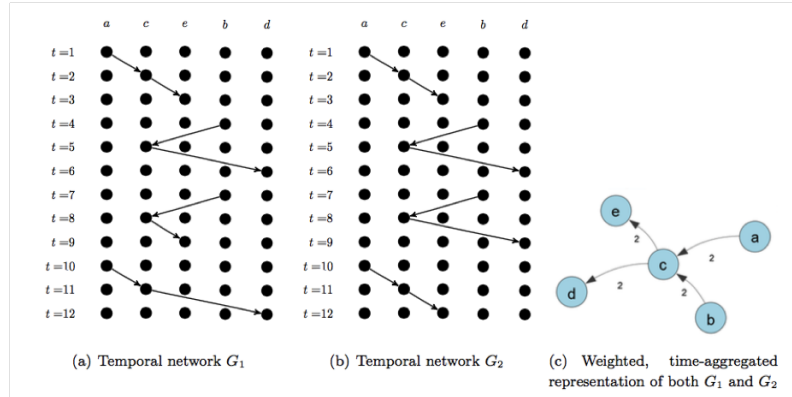 a c e b d
a c e b d
t=1
t=2
t=3
t=4
t=5
t=6
t=7
t=8
t=9
t=10
t=11
t=12
t=1
t=2
t=3
t=4
t=5
t=6
t=7
t=8
t=9
t=10
t=11
t=12
e
a
2
2
c
d
2
2
b
(a) Temporal network G₁
(b) Temporal network G₂
(c) Weighted, time-aggregated
representation of both G₁ and G₂